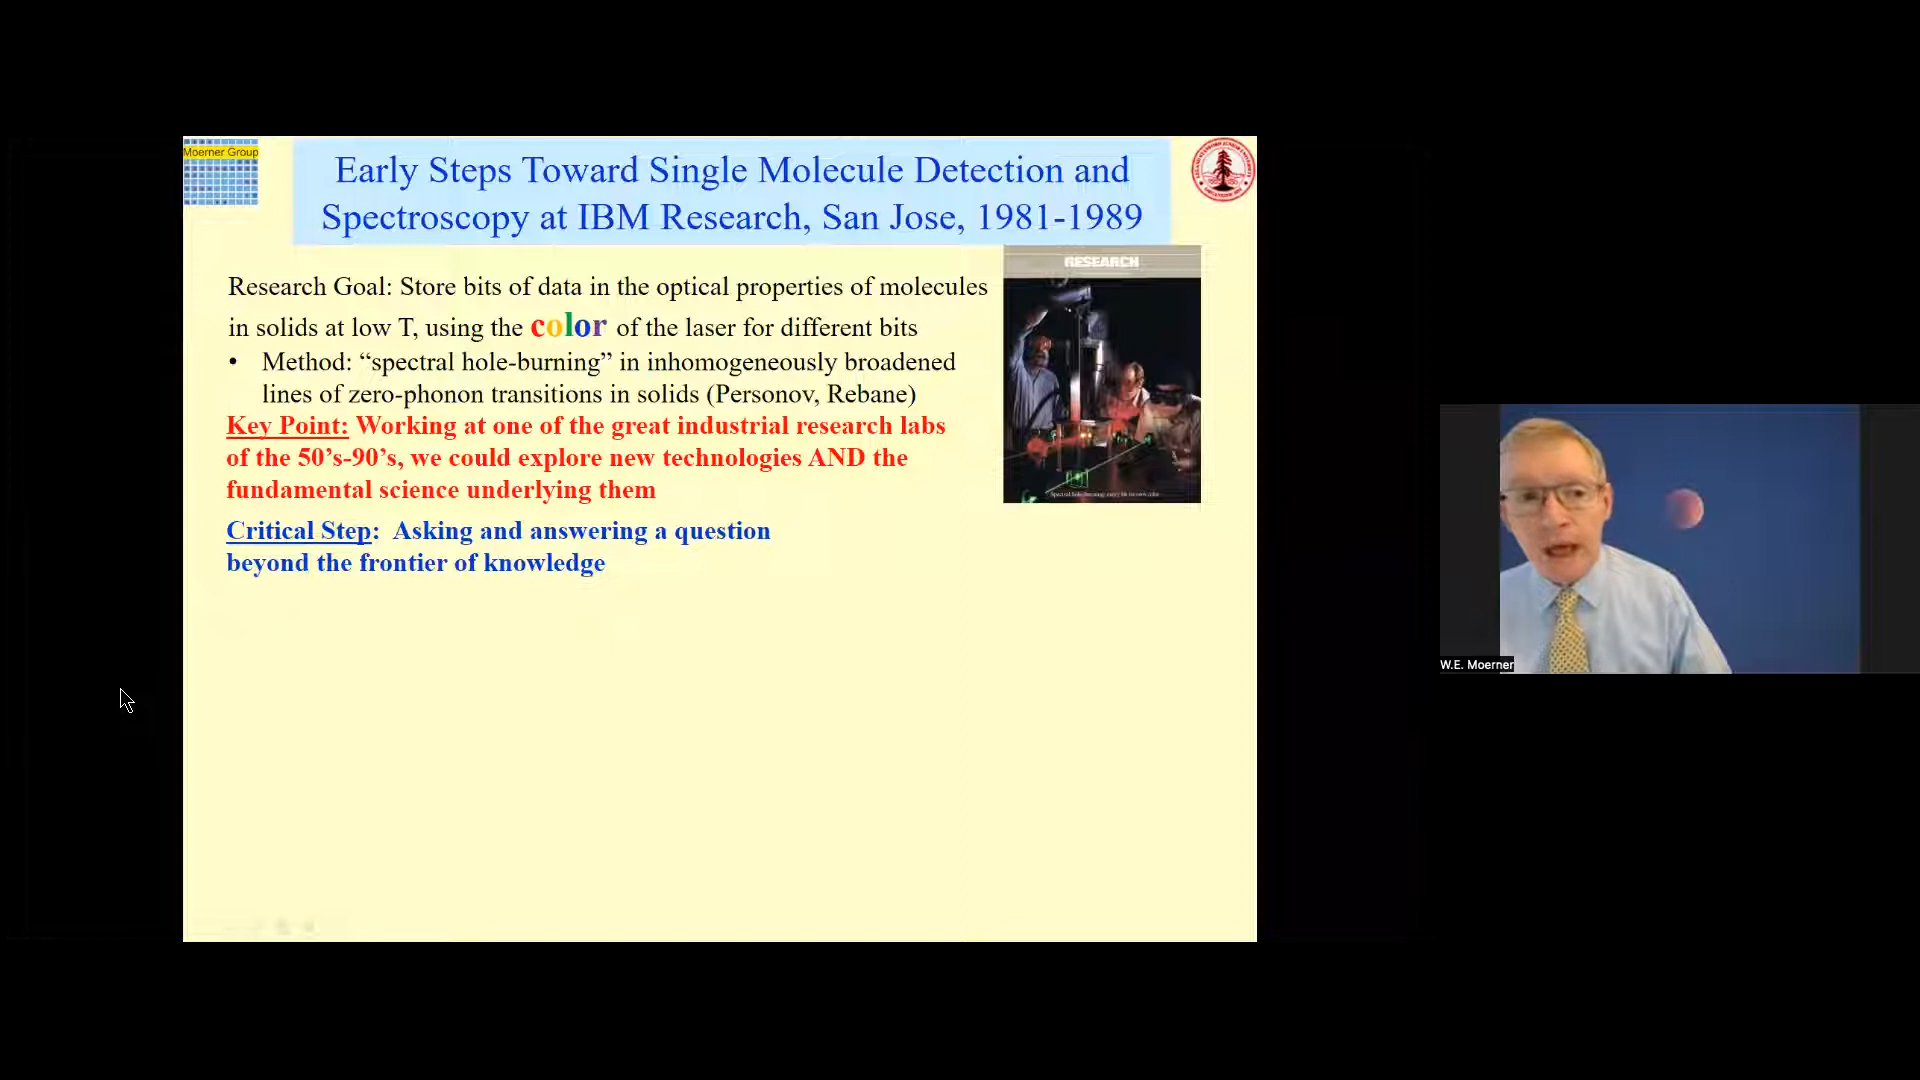 Moerner Group
Early Steps Toward Single Molecule Detection and
Spectroscopy at IBM Research, San Jose, 1981-1989
RESEARCH
Research Goal: Store bits of data in the optical properties of molecules
in solids at low T, using the color of the laser for different bits
• Method: “spectral hole-burning” in inhomogeneously broadened
lines of zero-phonon transitions in solids (Personov, Rebane)
Key Point: Working at one of the great industrial research labs
of the 50’s-90’s, we could explore new technologies AND the
fundamental science underlying them
Critical Step: Asking and answering a question
beyond the frontier of knowledge
W.E. Moerner